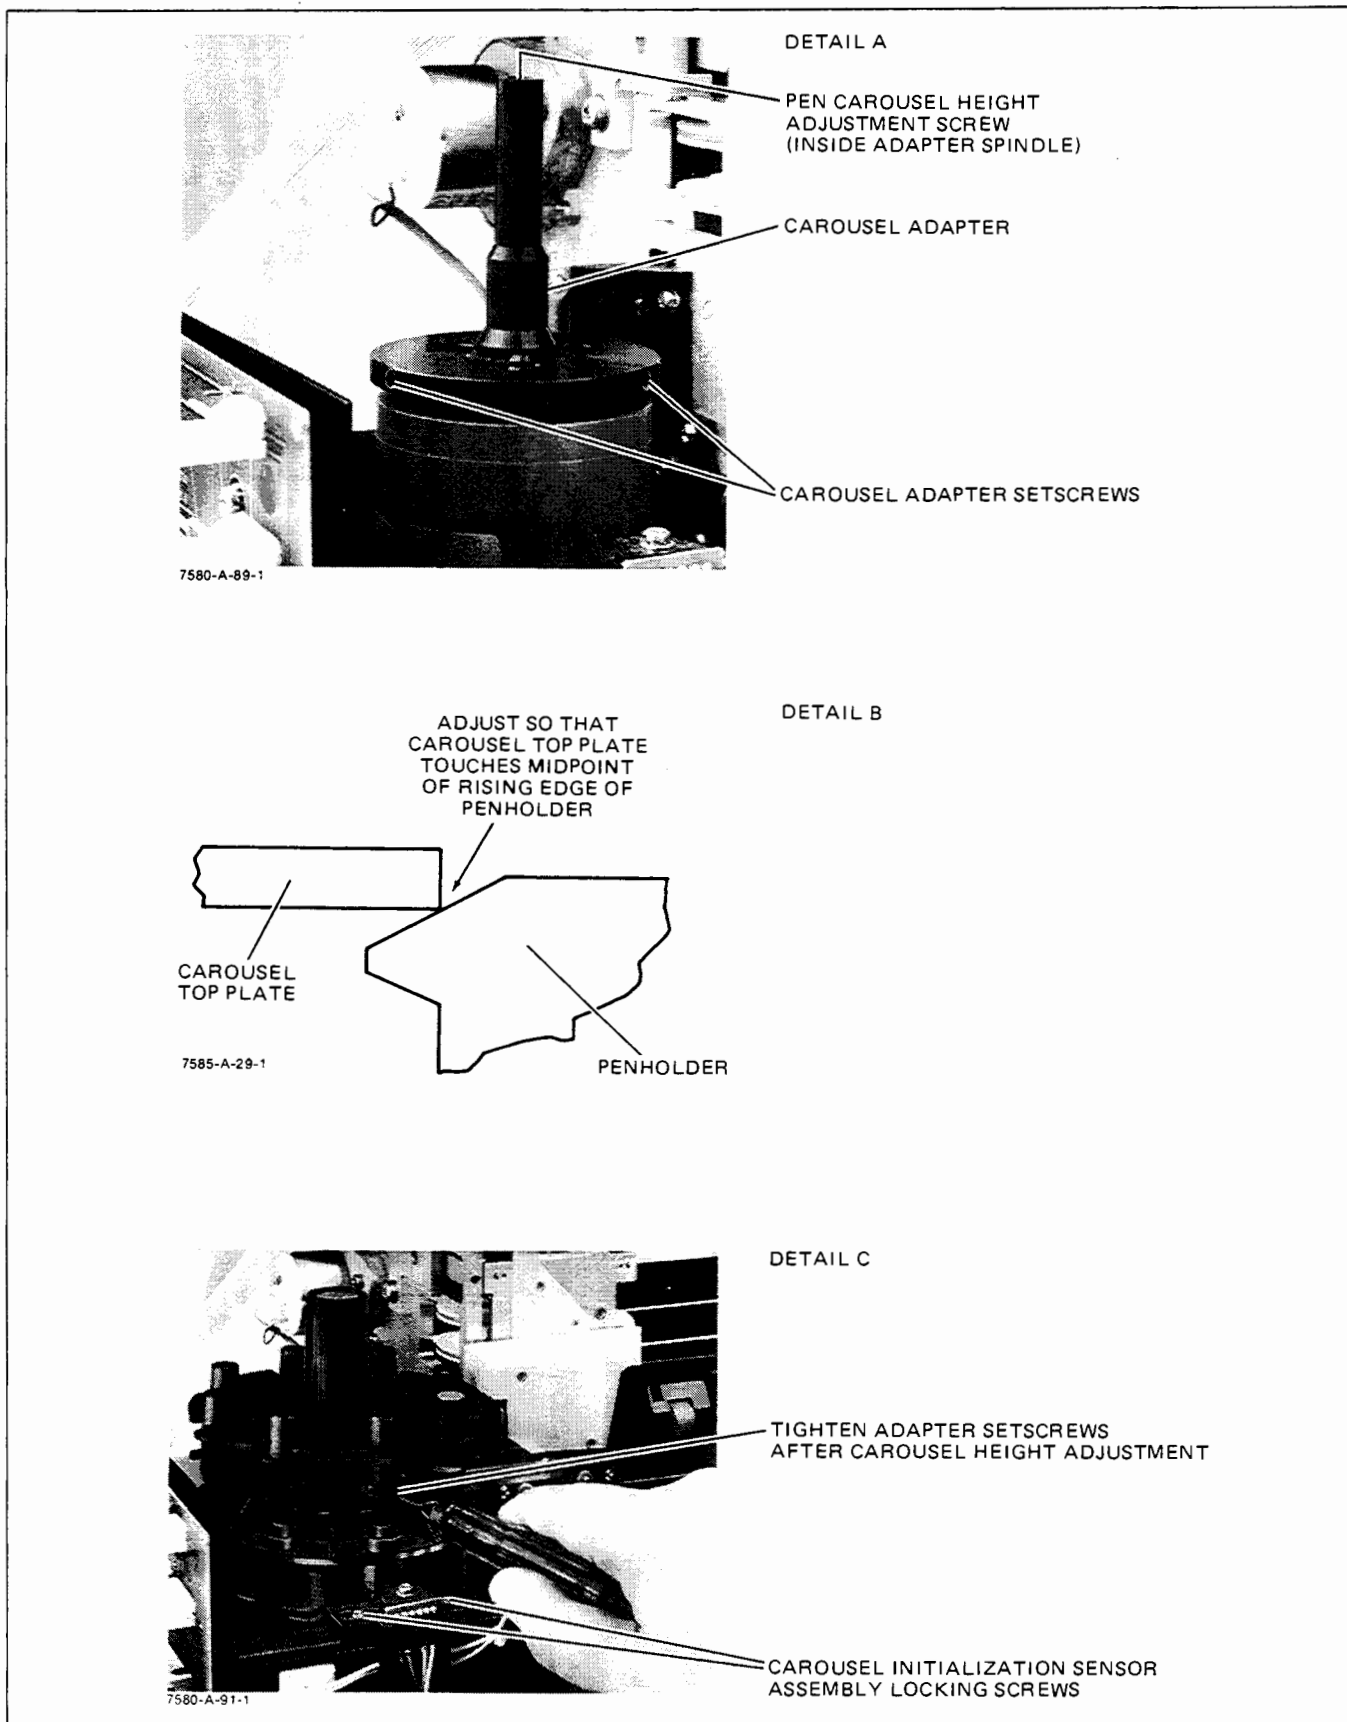 DETAIL A
PEN CAROUSEL HEIGHT
ADJUSTMENT SCREW
(INSIDE ADAPTER SPINDLE)
CAROUSEL ADAPTER
CAROUSEL ADAPTER SETSCREWS
7580-A-89-1
DETAIL B
ADJUST SO THAT
CAROUSEL TOP PLATE
TOUCHES MIDPOINT
OF RISING EDGE OF
PENHOLDER
CAROUSEL
TOP PLATE
7585-A-29-1
PENHOLDER
DETAIL C
TIGHTEN ADAPTER SETSCREWS
AFTER CAROUSEL HEIGHT ADJUSTMENT
CAROUSEL INITIALIZATION SENSOR
ASSEMBLY LOCKING SCREWS
7580-A-91-1